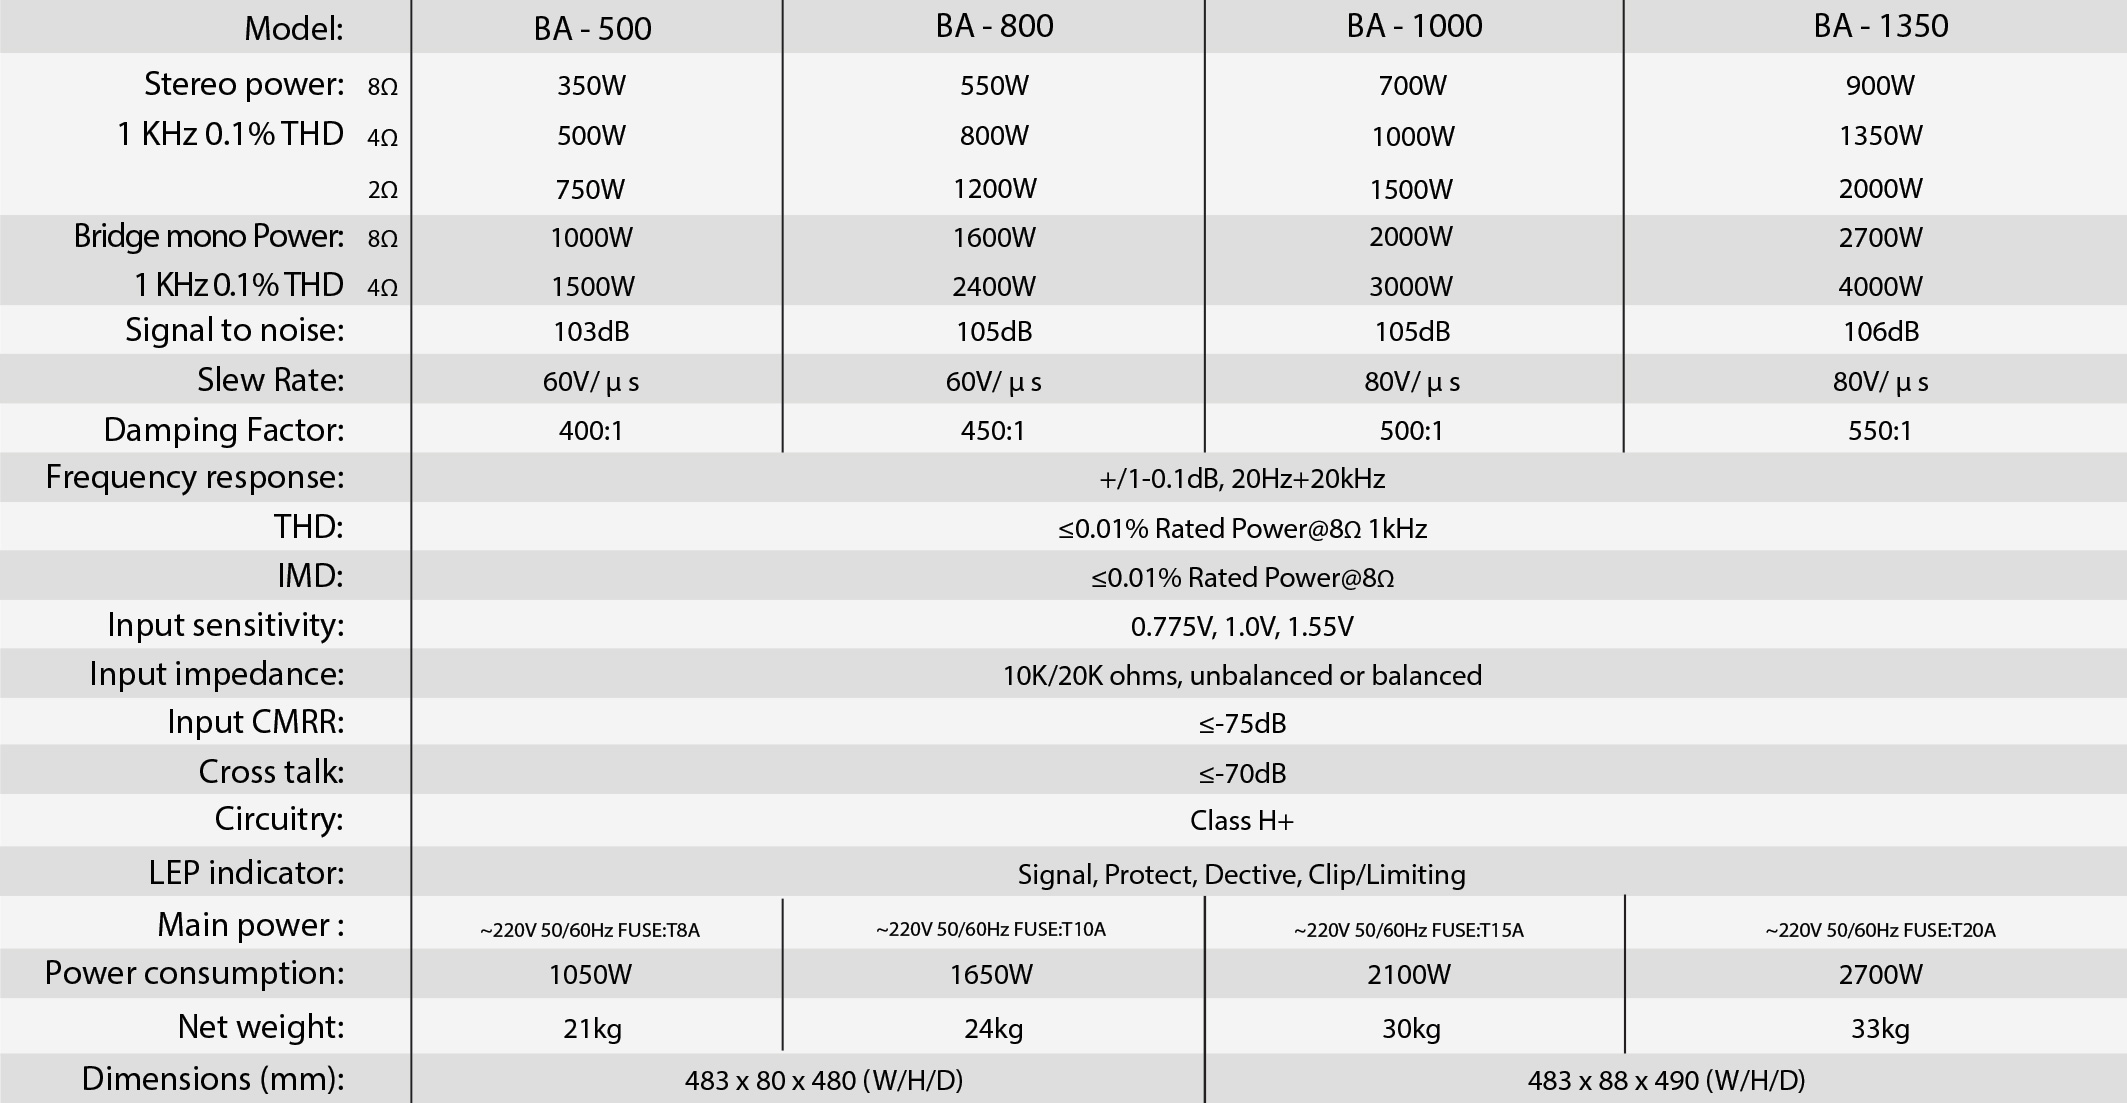 Model: BA - 500 BA - 800 BA - 1000 BA - 1350
Stereo power: 8Ω 350W 550W 700W 900W
1 KHz 0.1% THD 4Ω 500W 800W 1000W 1350W
2Ω 750W 1200W 1500W 2000W
Bridge mono Power: 8Ω 1000W 1600W 2000W 2700W
1 KHz 0.1% THD 4Ω 1500W 2400W 3000W 4000W
Signal to noise: 103dB 105dB 105dB 106dB
Slew Rate: 60V/ μ s 60V/ μ s 80V/ μ s 80V/ μ s
Damping Factor: 400:1 450:1 500:1 550:1
Frequency response: +/1-0.1dB, 20Hz+20kHz
THD: ≤0.01% Rated Power@8Ω 1kHz
IMD: ≤0.01% Rated Power@8Ω
Input sensitivity: 0.775V, 1.0V, 1.55V
Input impedance: 10K/20K ohms, unbalanced or balanced
Input CMRR: ≤-75dB
Cross talk: ≤-70dB
Circuitry: Class H+
LEP indicator: Signal, Protect, Dective, Clip/Limiting
Main power : ~220V 50/60Hz FUSE:T8A ~220V 50/60Hz FUSE:T10A ~220V 50/60Hz FUSE:T15A ~220V 50/60Hz FUSE:T20A
Power consumption: 1050W 1650W 2100W 2700W
Net weight: 21kg 24kg 30kg 33kg
Dimensions (mm): 483 x 80 x 480 (W/H/D) 483 x 88 x 490 (W/H/D)